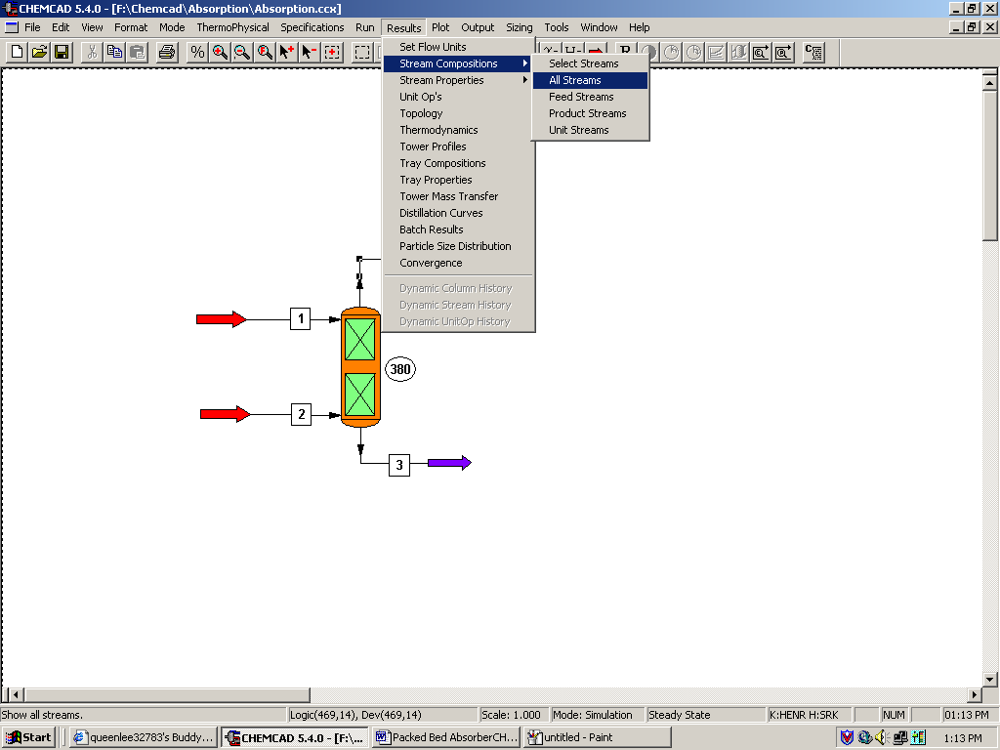 CHEMCAD 5.4.0 - [F:\Chemcad\Absorption\Absorption.ccx]
File Edit View Format Mode ThermoPhysical Specifications Run Results Plot Output Sizing Tools Window Help
%
Set Flow Units
Stream Compositions
Stream Properties
Unit Op's
Topology
Thermodynamics
Tower Profiles
Tray Compositions
Tray Properties
Tower Mass Transfer
Distillation Curves
Batch Results
Particle Size Distribution
Convergence
Dynamic Column History
Dynamic Stream History
Dynamic UnitOp History
Select Streams
All Streams
Feed Streams
Product Streams
Unit Streams
1
380
2
3
Show all streams. Logic(469,14), Dev(469,14) Scale: 1.000 Mode: Simulation Steady State K:HENR H:SRK NUM 01:13 PM
Start queenlee32783's Buddy... CHEMCAD 5.4.0 - [F:\... Packed Bed AbsorberCH... untitled - Paint 1:13 PM